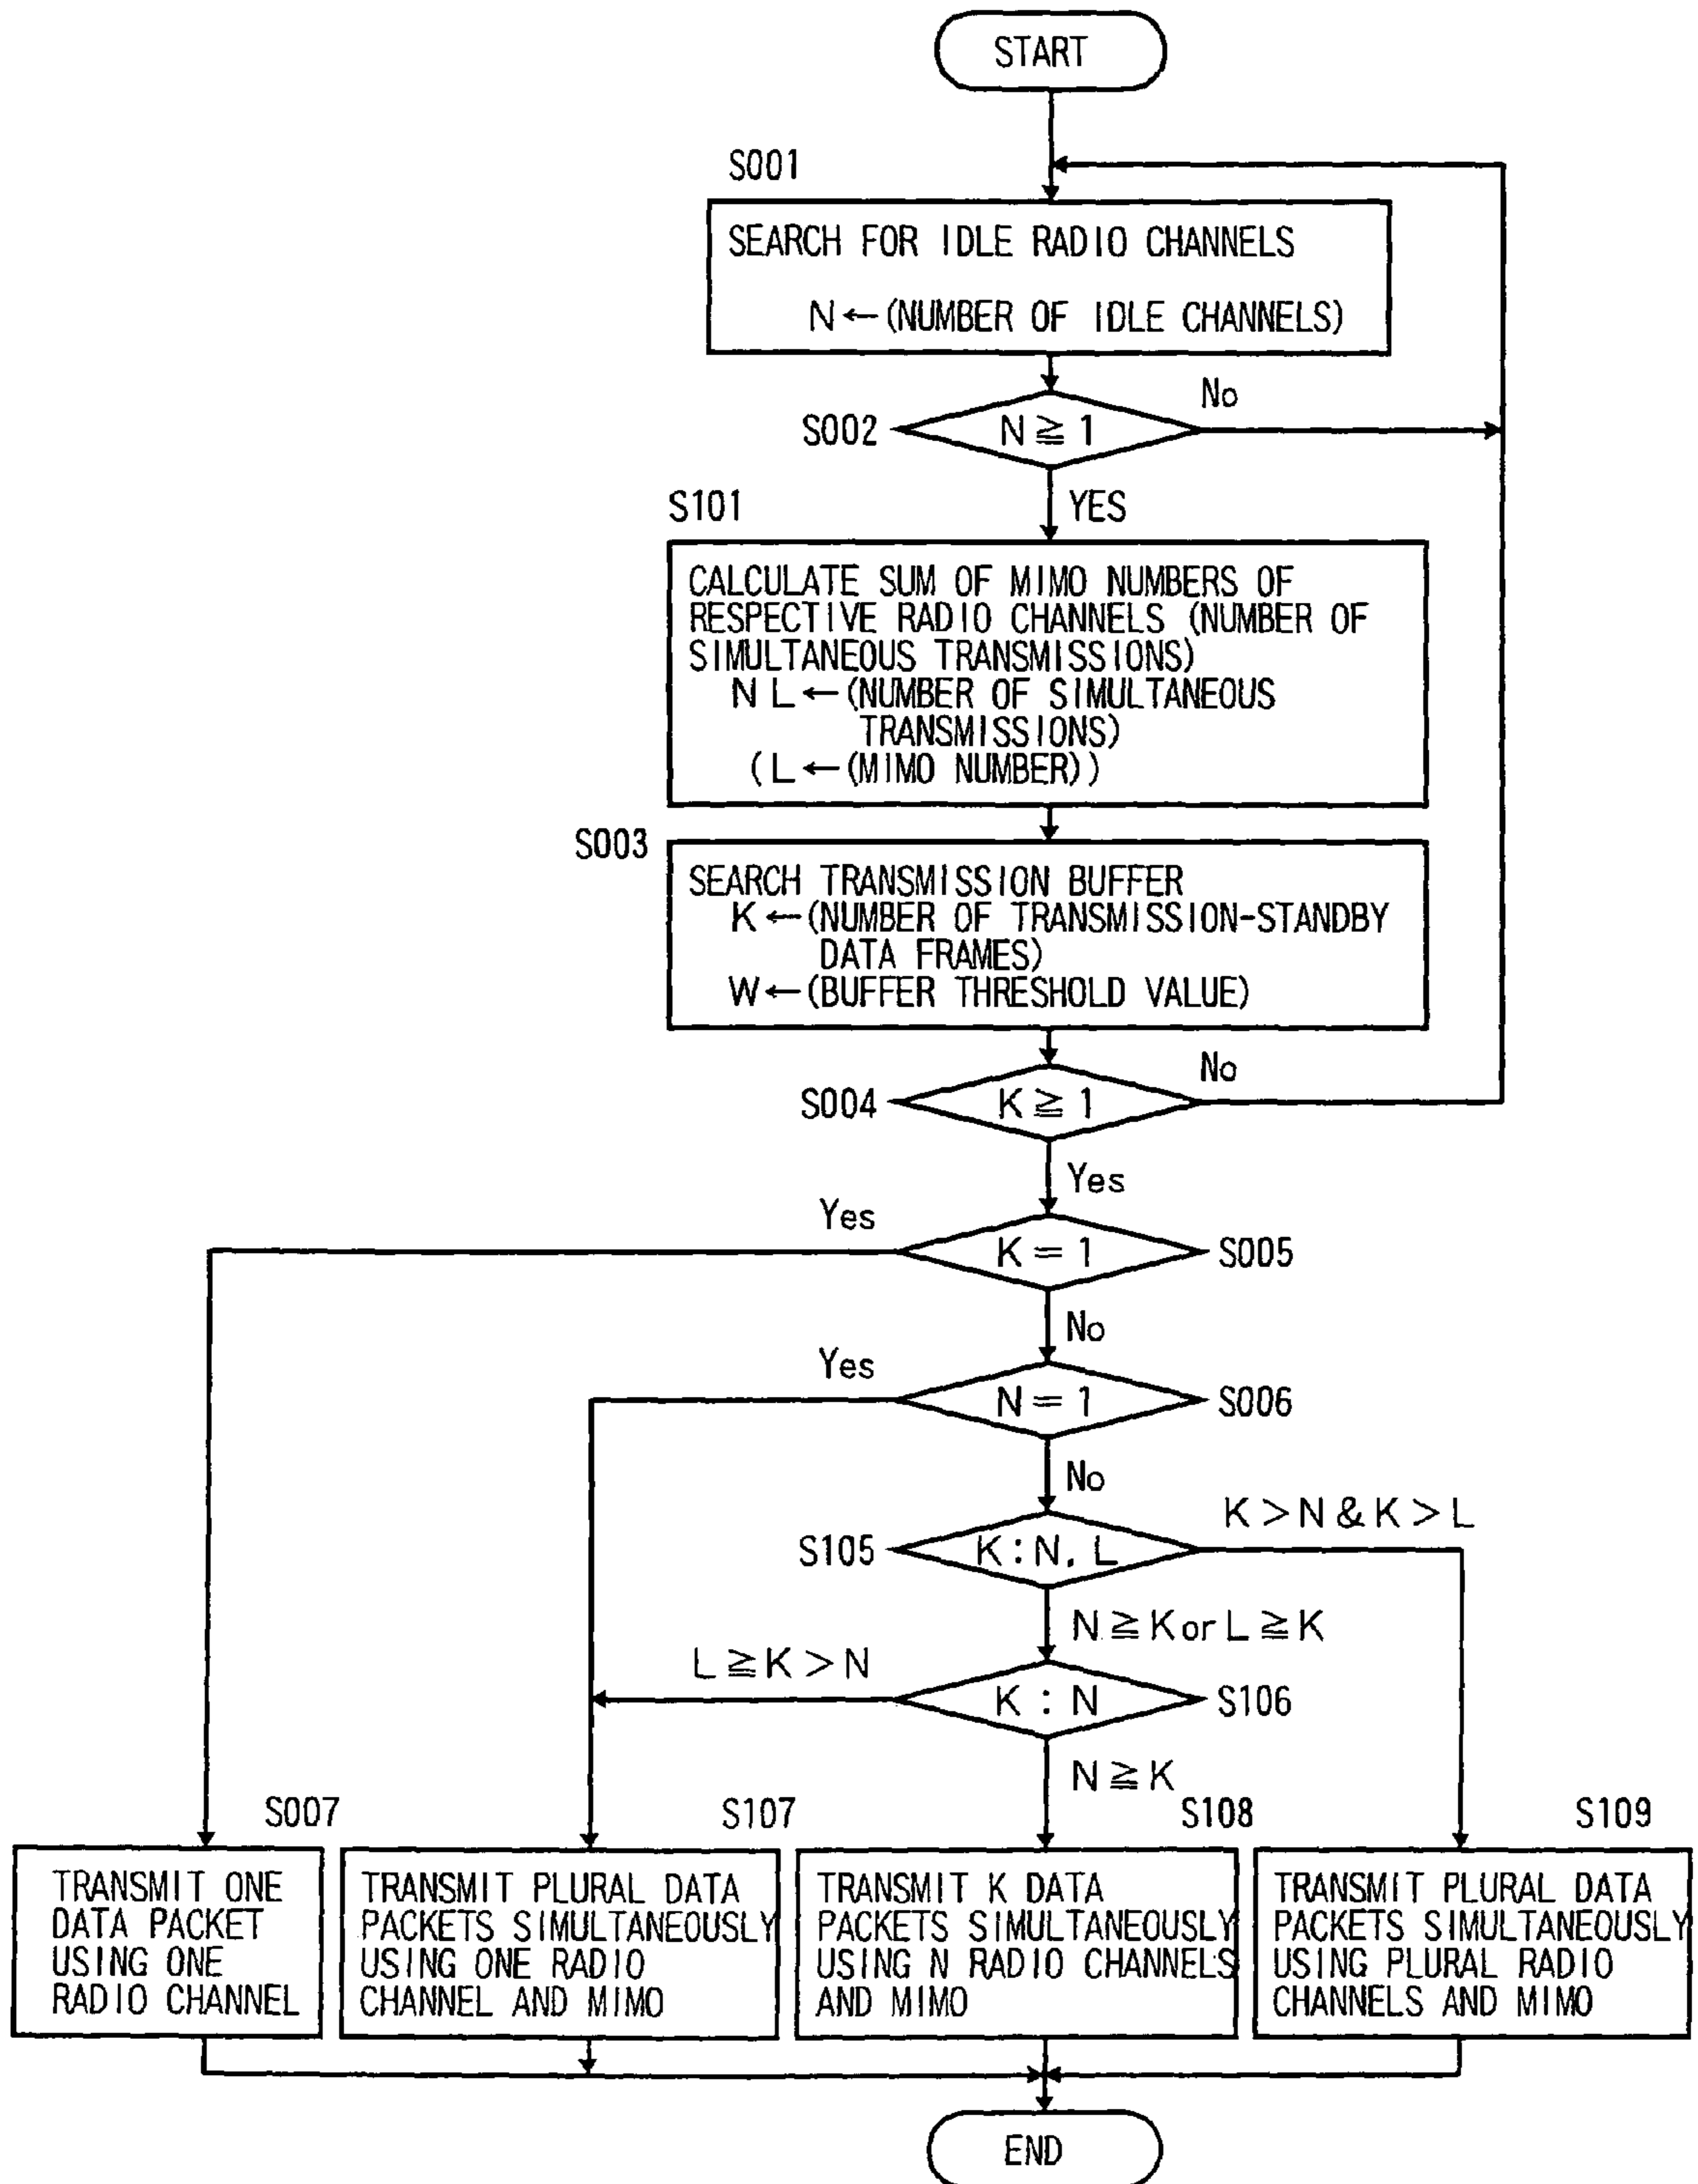 START
S001
SEARCH FOR IDLE RADIO CHANNELS
N←(NUMBER OF IDLE CHANNELS)
No
S002
N≧1
YES
S101
CALCULATE SUM OF MIMO NUMBERS OF
RESPECTIVE RADIO CHANNELS (NUMBER OF
SIMULTANEOUS TRANSMISSIONS)
N L←(NUMBER OF SIMULTANEOUS
TRANSMISSIONS)
(L←(MIMO NUMBER))
S003
SEARCH TRANSMISSION BUFFER
K←(NUMBER OF TRANSMISSION-STANDBY
DATA FRAMES)
W←(BUFFER THRESHOLD VALUE)
No
S004
K≧1
Yes
Yes
K=1
S005
No
Yes
N=1
S006
No
K>N&K>L
S105
K:N, L
N≧K or L≧K
L≧K>N
K:N
S106
N≧K
S007
TRANSMIT ONE
DATA PACKET
USING ONE
RADIO CHANNEL
S107
TRANSMIT PLURAL DATA
PACKETS SIMULTANEOUSLY
USING ONE RADIO
CHANNEL AND MIMO
S108
TRANSMIT K DATA
PACKETS SIMULTANEOUSLY
USING N RADIO CHANNELS
AND MIMO
S109
TRANSMIT PLURAL DATA
PACKETS SIMULTANEOUSLY
USING PLURAL RADIO
CHANNELS AND MIMO
END